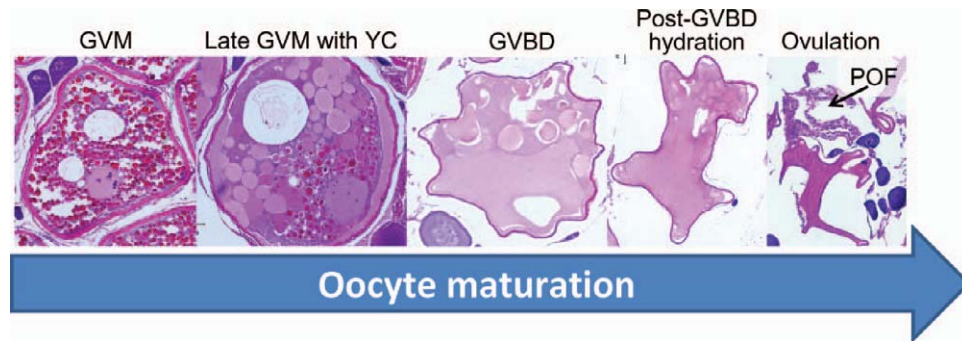 GVM
Late GVM with YC
GVBD
Post-GVBD
hydration
Ovulation
POF
Oocyte maturation